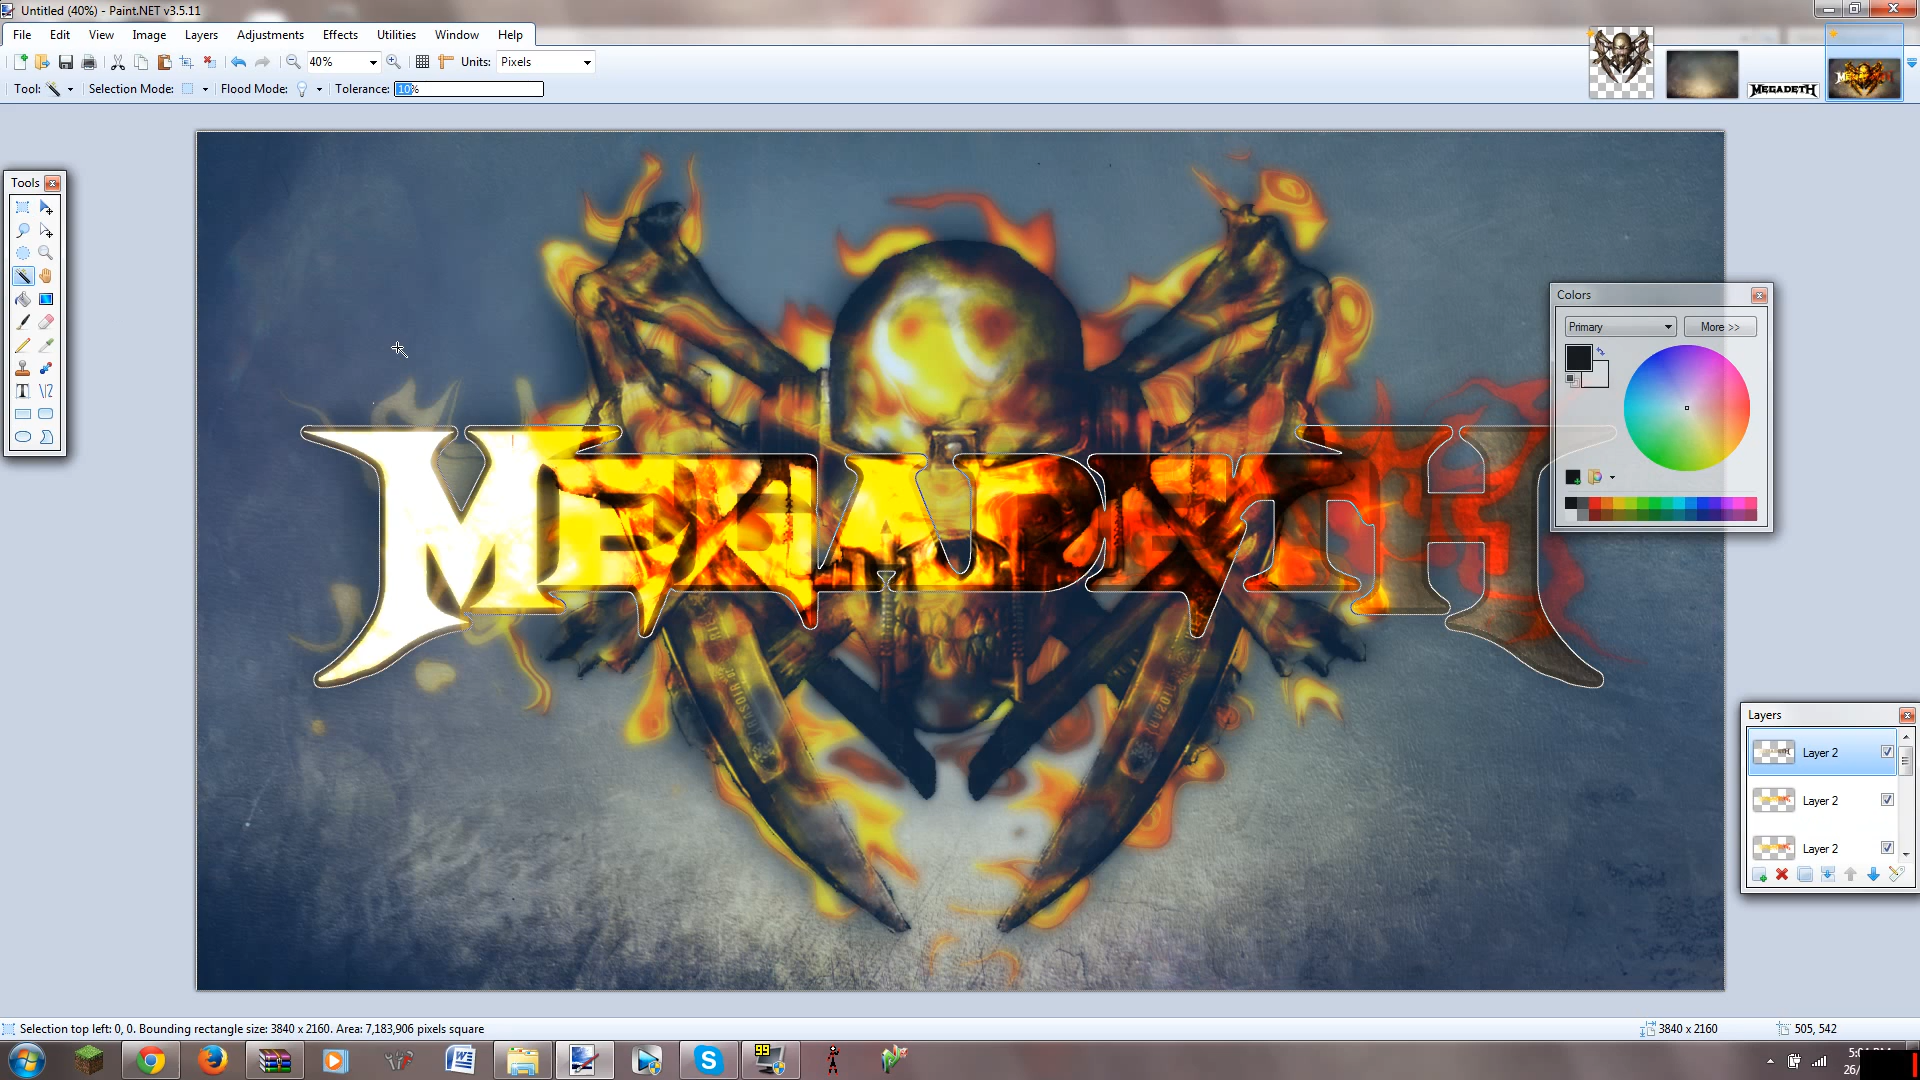 Untitled (40%) - Paint.NET v3.5.11
File Edit View Image Layers Adjustments Effects Utilities Window Help
40% Units: Pixels
Tool: Selection Mode: Flood Mode: Tolerance: 10%
MEGADETH
Tools
Colors
Primary More >>
MEGADETH
Layers
Layer 2
Layer 2
Layer 2
Selection top left: 0, 0. Bounding rectangle size: 3840 x 2160. Area: 7,183,906 pixels square
3840 x 2160
505, 542
99